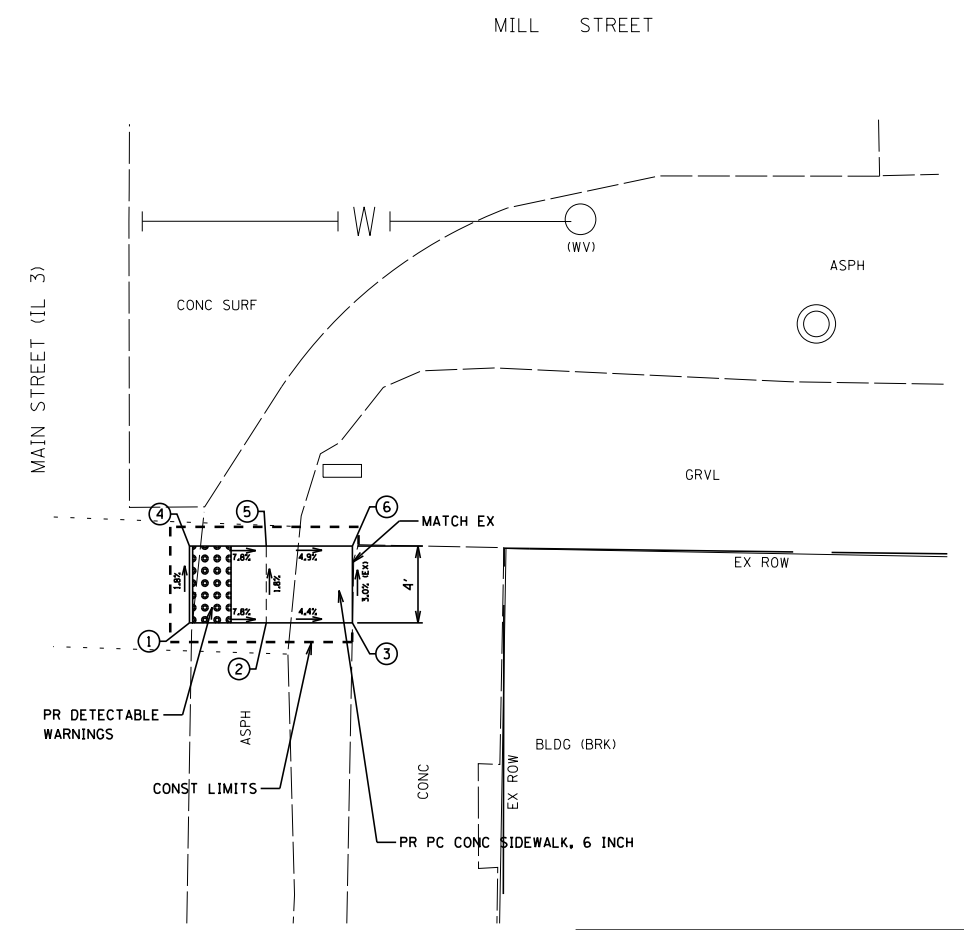 MILL STREET
(WV)
ASPH
CONC SURF
MAIN STREET (IL 3)
GRVL
4
5
6
MATCH EX
EX ROW
7.8%
4.9%
1.8%
1.8%
3.0% (EX)
4'
7.8%
4.4%
1
2
3
PR DETECTABLE
WARNINGS
ASPH
BLDG (BRK)
CONST LIMITS
CONC
EX ROW
PR PC CONC SIDEWALK, 6 INCH
W